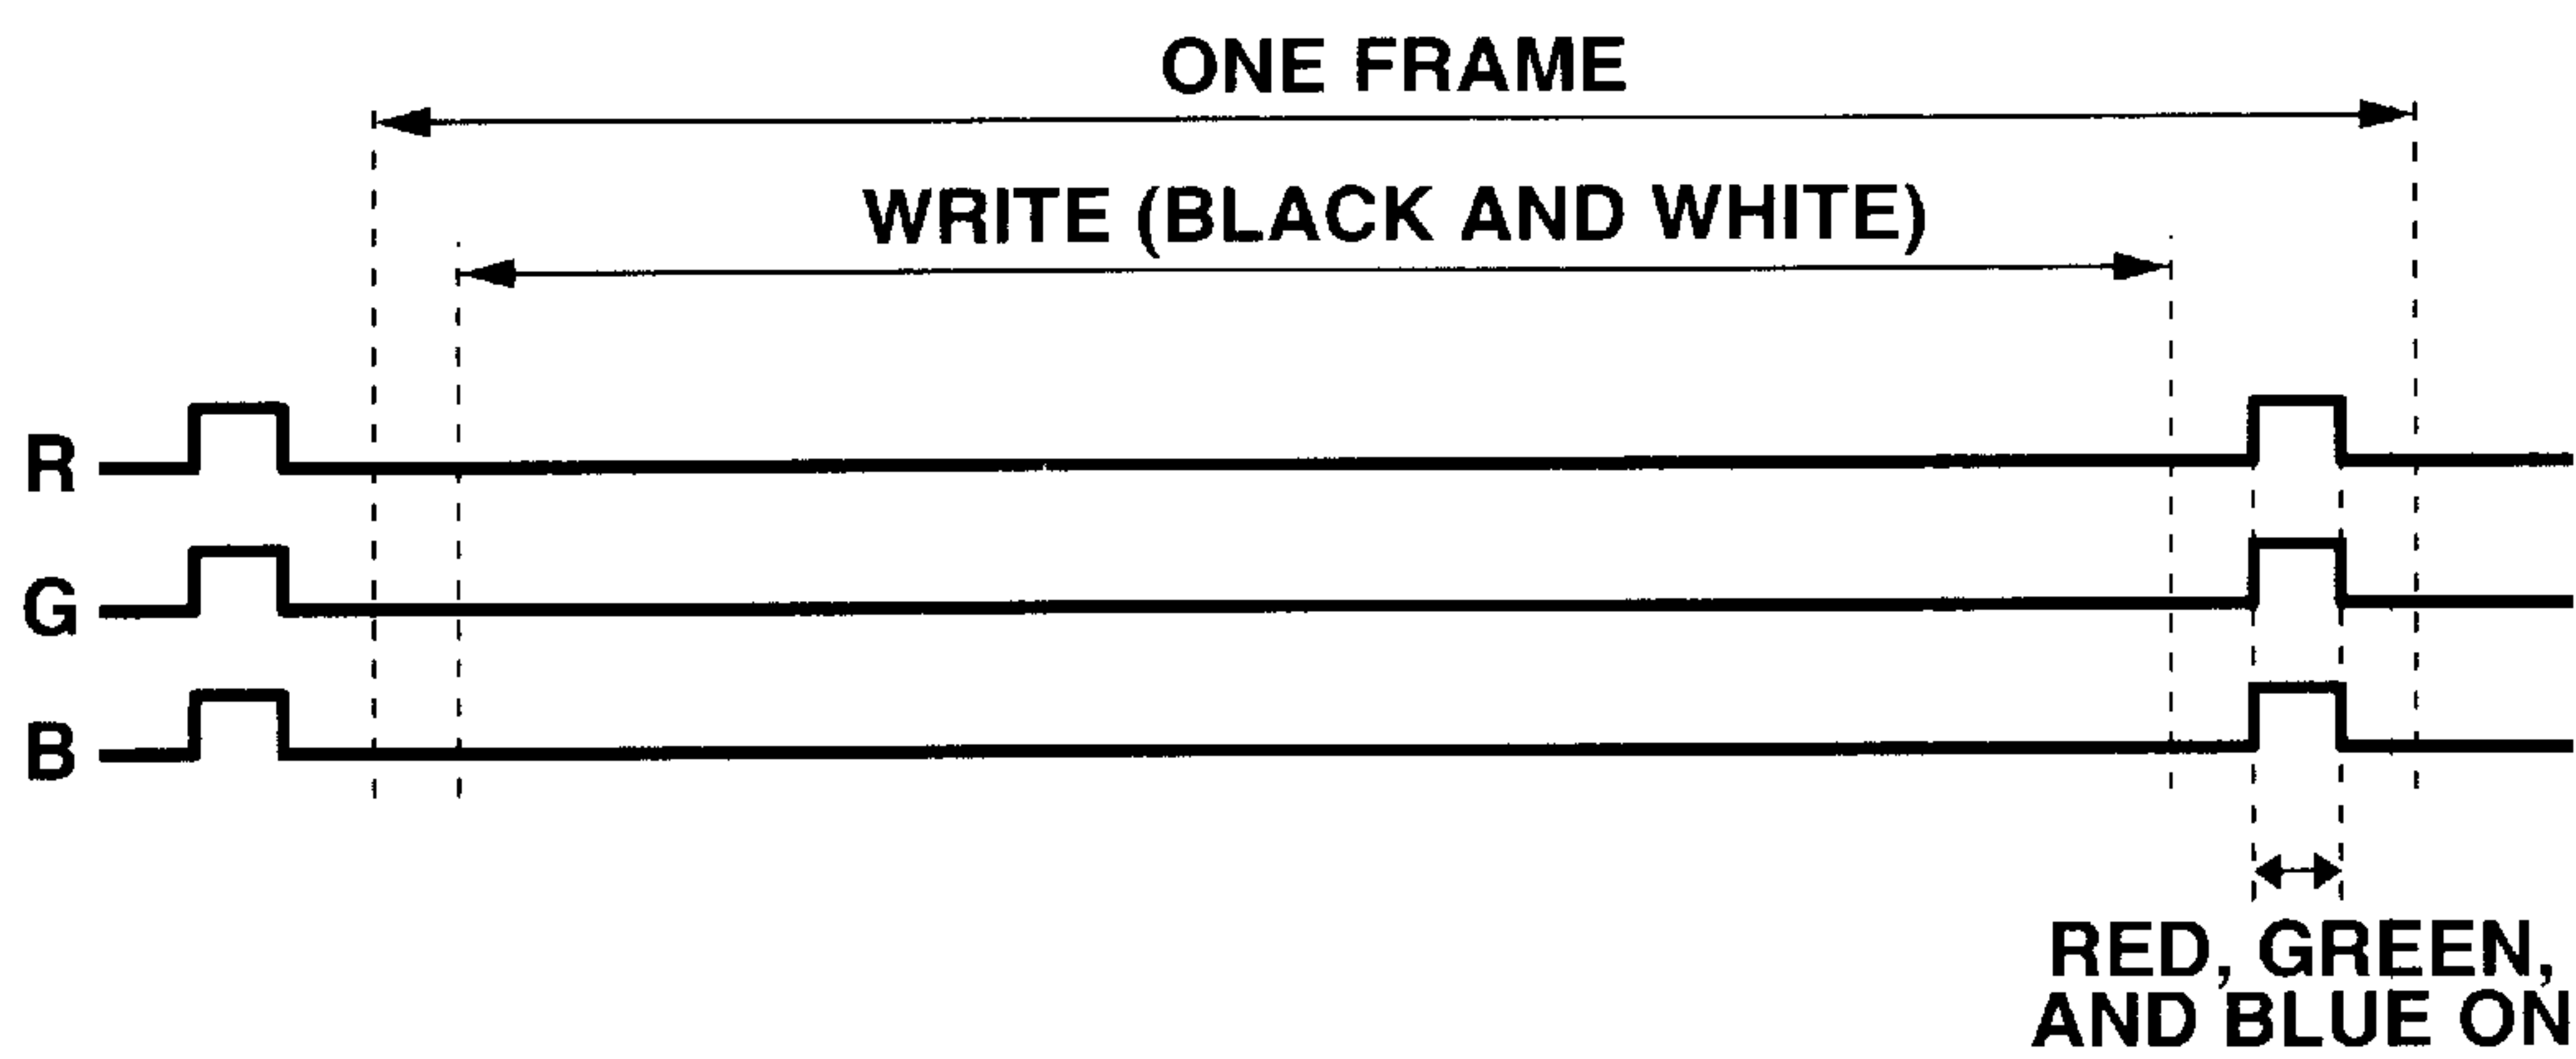 ONE FRAME
WRITE (BLACK AND WHITE)
R
G
B
RED, GREEN,
AND BLUE ON